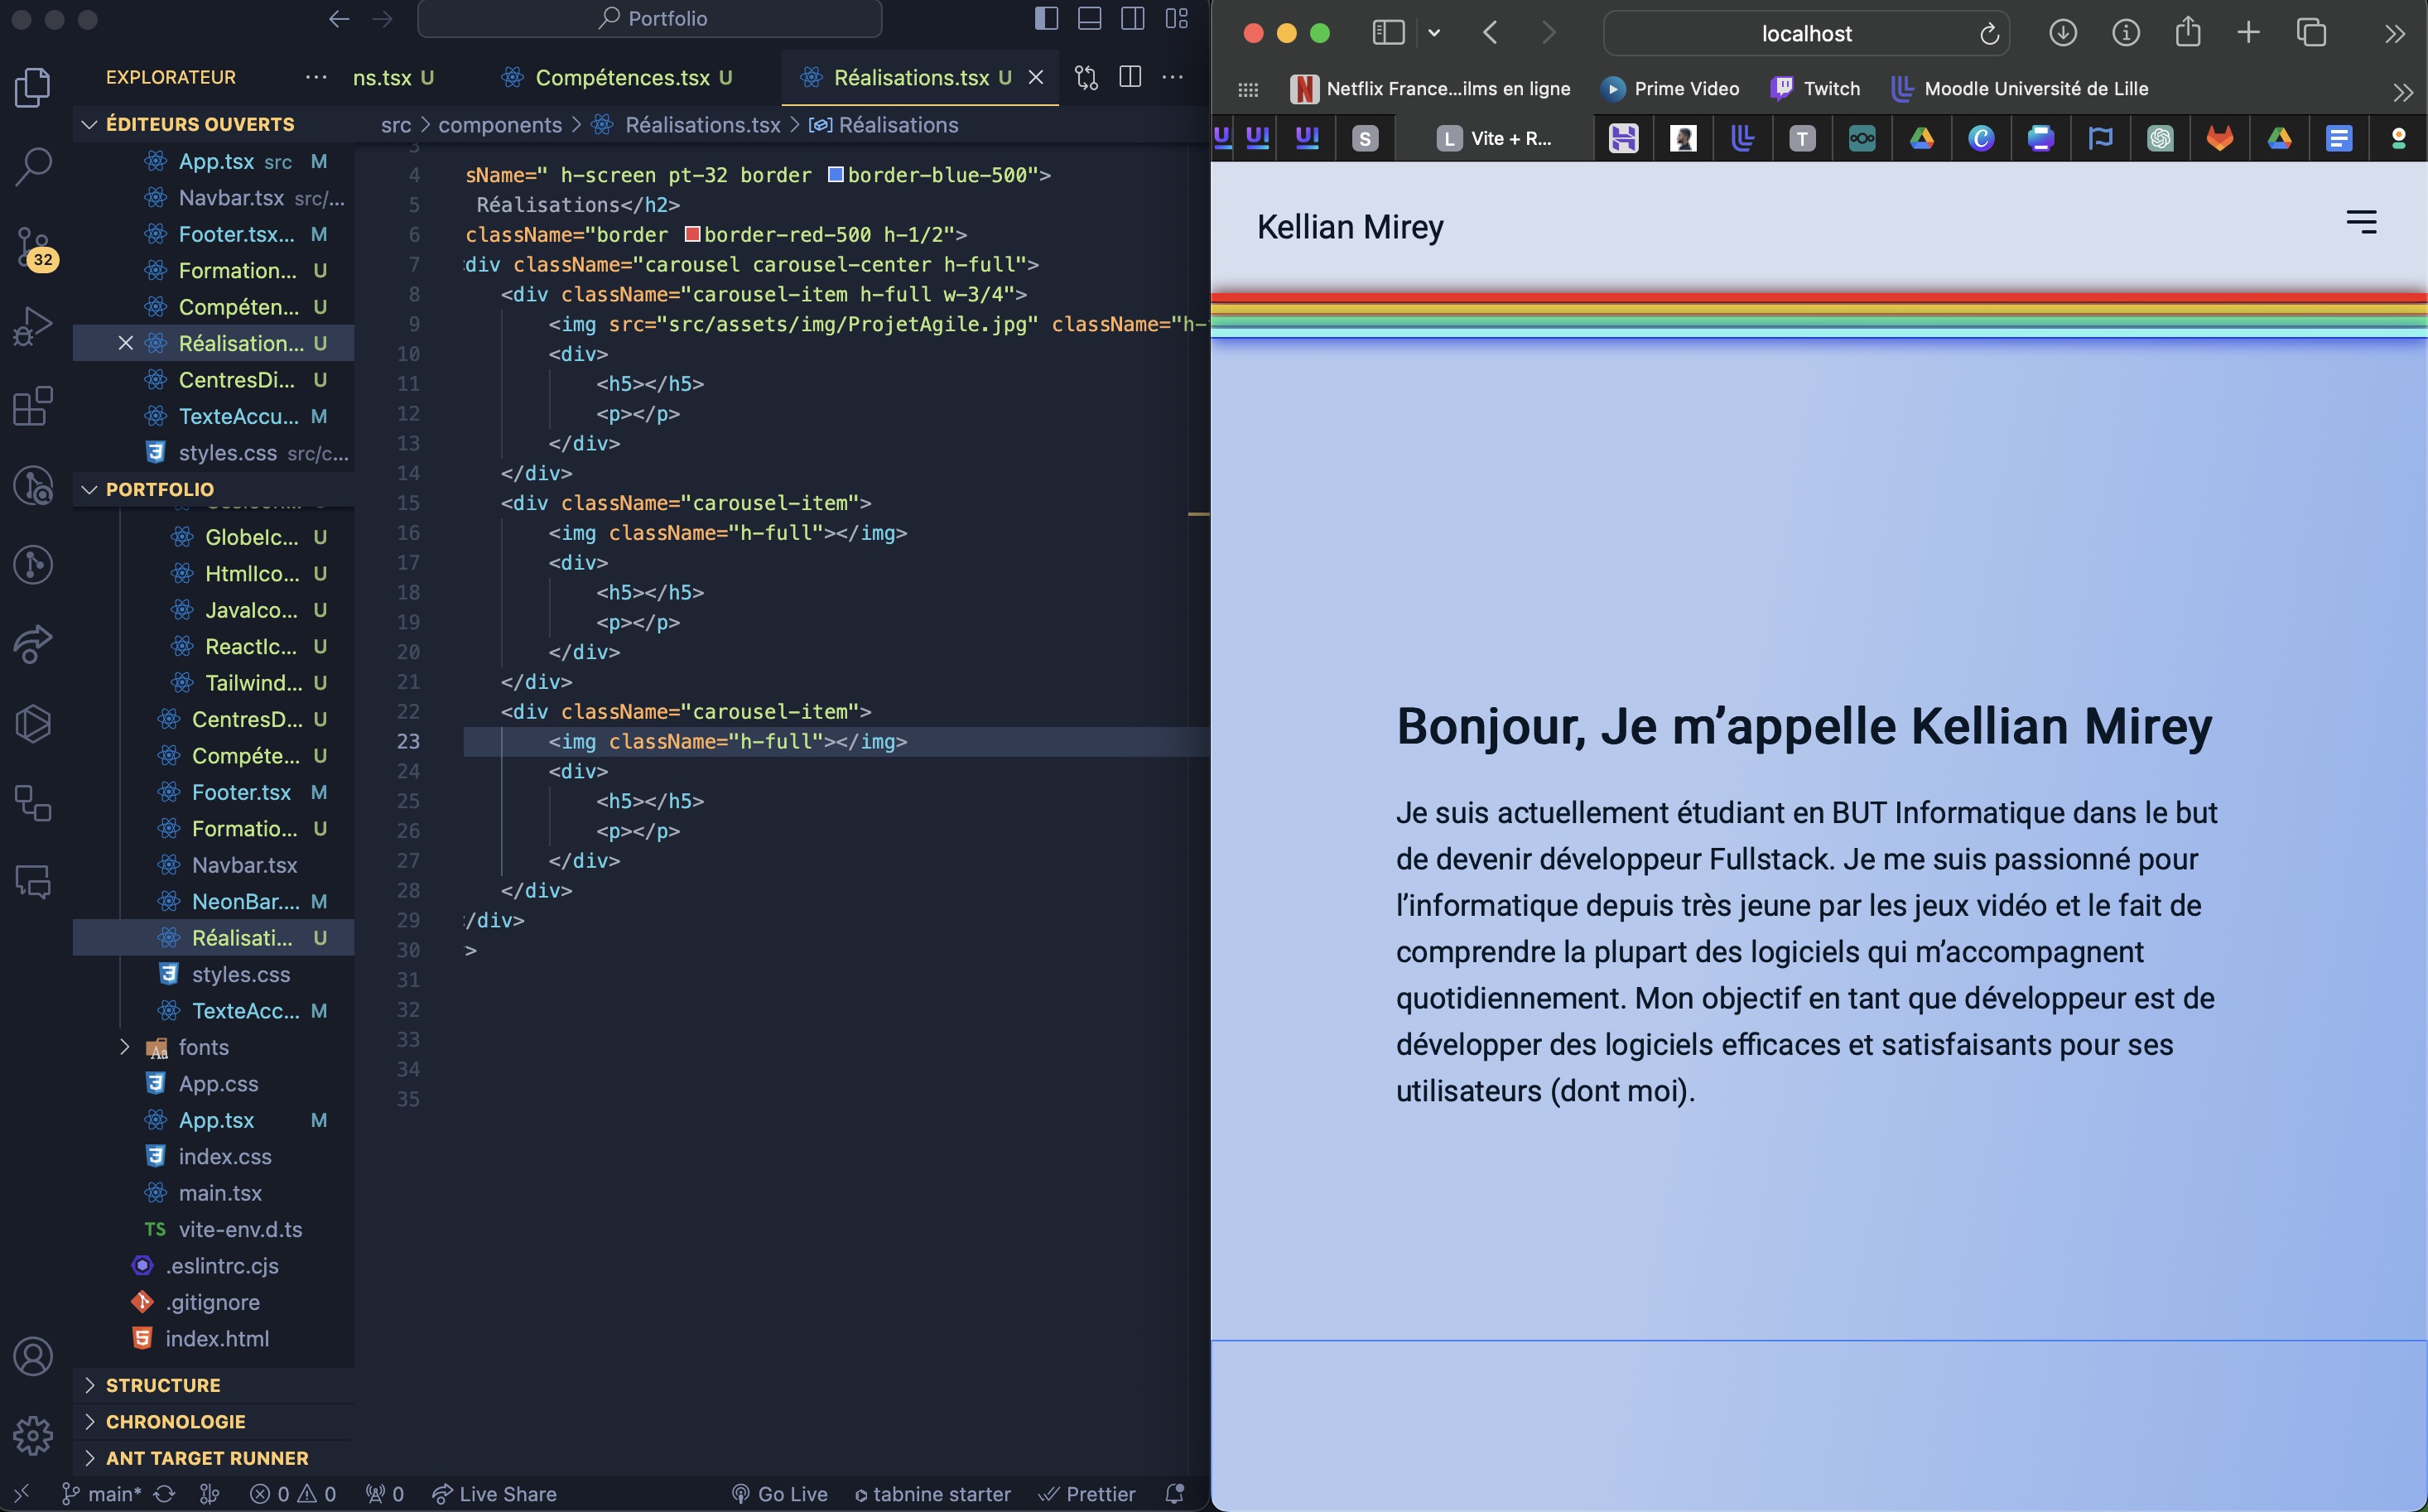 Portfolio
EXPLORATEUR
ns.tsx U
Compétences.tsx U
Réalisations.tsx U
ÉDITEURS OUVERTS
App.tsx src M
Navbar.tsx src/...
Footer.tsx... M
Formation... U
Compéten... U
Réalisation... U
CentresDi... U
TexteAccu... M
styles.css src/c...
PORTFOLIO
GlobeIc... U
HtmlIco... U
JavaIco... U
ReactIc... U
Tailwind... U
CentresD... U
Compéte... U
Footer.tsx M
Formatio... U
Navbar.tsx
NeonBar.... M
Réalisati... U
styles.css
TexteAcc... M
fonts
App.css
App.tsx M
index.css
main.tsx
TS vite-env.d.ts
.eslintrc.cjs
.gitignore
index.html
STRUCTURE
CHRONOLOGIE
ANT TARGET RUNNER
32
src > components > Réalisations.tsx > Réalisations
3
4 sName=" h-screen pt-32 border border-blue-500">
5 Réalisations</h2>
6 className="border border-red-500 h-1/2">
7 div className="carousel carousel-center h-full">
8 <div className="carousel-item h-full w-3/4">
9 <img src="src/assets/img/ProjetAgile.jpg" className="h-
10 <div>
11 <h5></h5>
12 <p></p>
13 </div>
14 </div>
15 <div className="carousel-item">
16 <img className="h-full"></img>
17 <div>
18 <h5></h5>
19 <p></p>
20 </div>
21 </div>
22 <div className="carousel-item">
23 <img className="h-full"></img>
24 <div>
25 <h5></h5>
26 <p></p>
27 </div>
28 </div>
29 /div>
30 >
31
32
33
34
35
main* 0 0 0 Live Share Go Live tabnine starter Prettier
localhost
Netflix France...ilms en ligne
Prime Video
Twitch
Moodle Université de Lille
S
L Vite + R...
T
Kellian Mirey
Bonjour, Je m’appelle Kellian Mirey
Je suis actuellement étudiant en BUT Informatique dans le but
de devenir développeur Fullstack. Je me suis passionné pour
l’informatique depuis très jeune par les jeux vidéo et le fait de
comprendre la plupart des logiciels qui m’accompagnent
quotidiennement. Mon objectif en tant que développeur est de
développer des logiciels efficaces et satisfaisants pour ses
utilisateurs (dont moi).